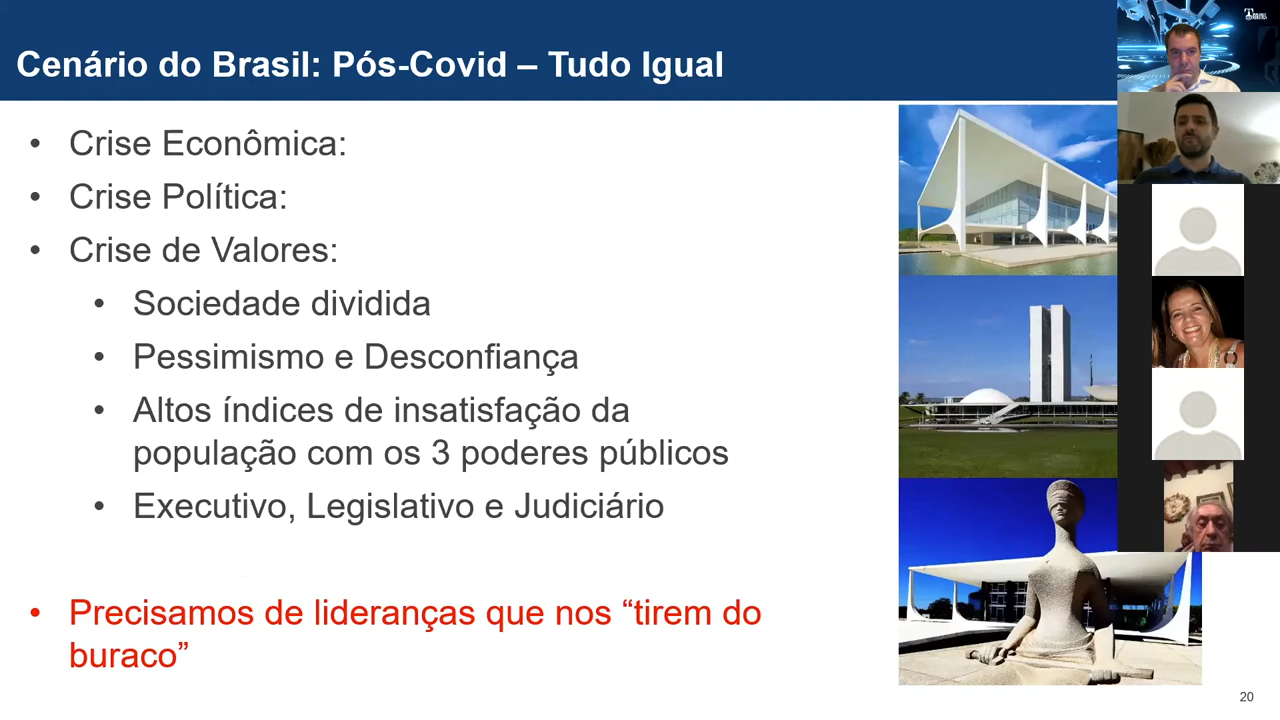 Cenário do Brasil: Pós-Covid – Tudo Igual
• Crise Econômica:
• Crise Política:
• Crise de Valores:
• Sociedade dividida
• Pessimismo e Desconfiança
• Altos índices de insatisfação da
população com os 3 poderes públicos
• Executivo, Legislativo e Judiciário
• Precisamos de lideranças que nos “tirem do
buraco”
20